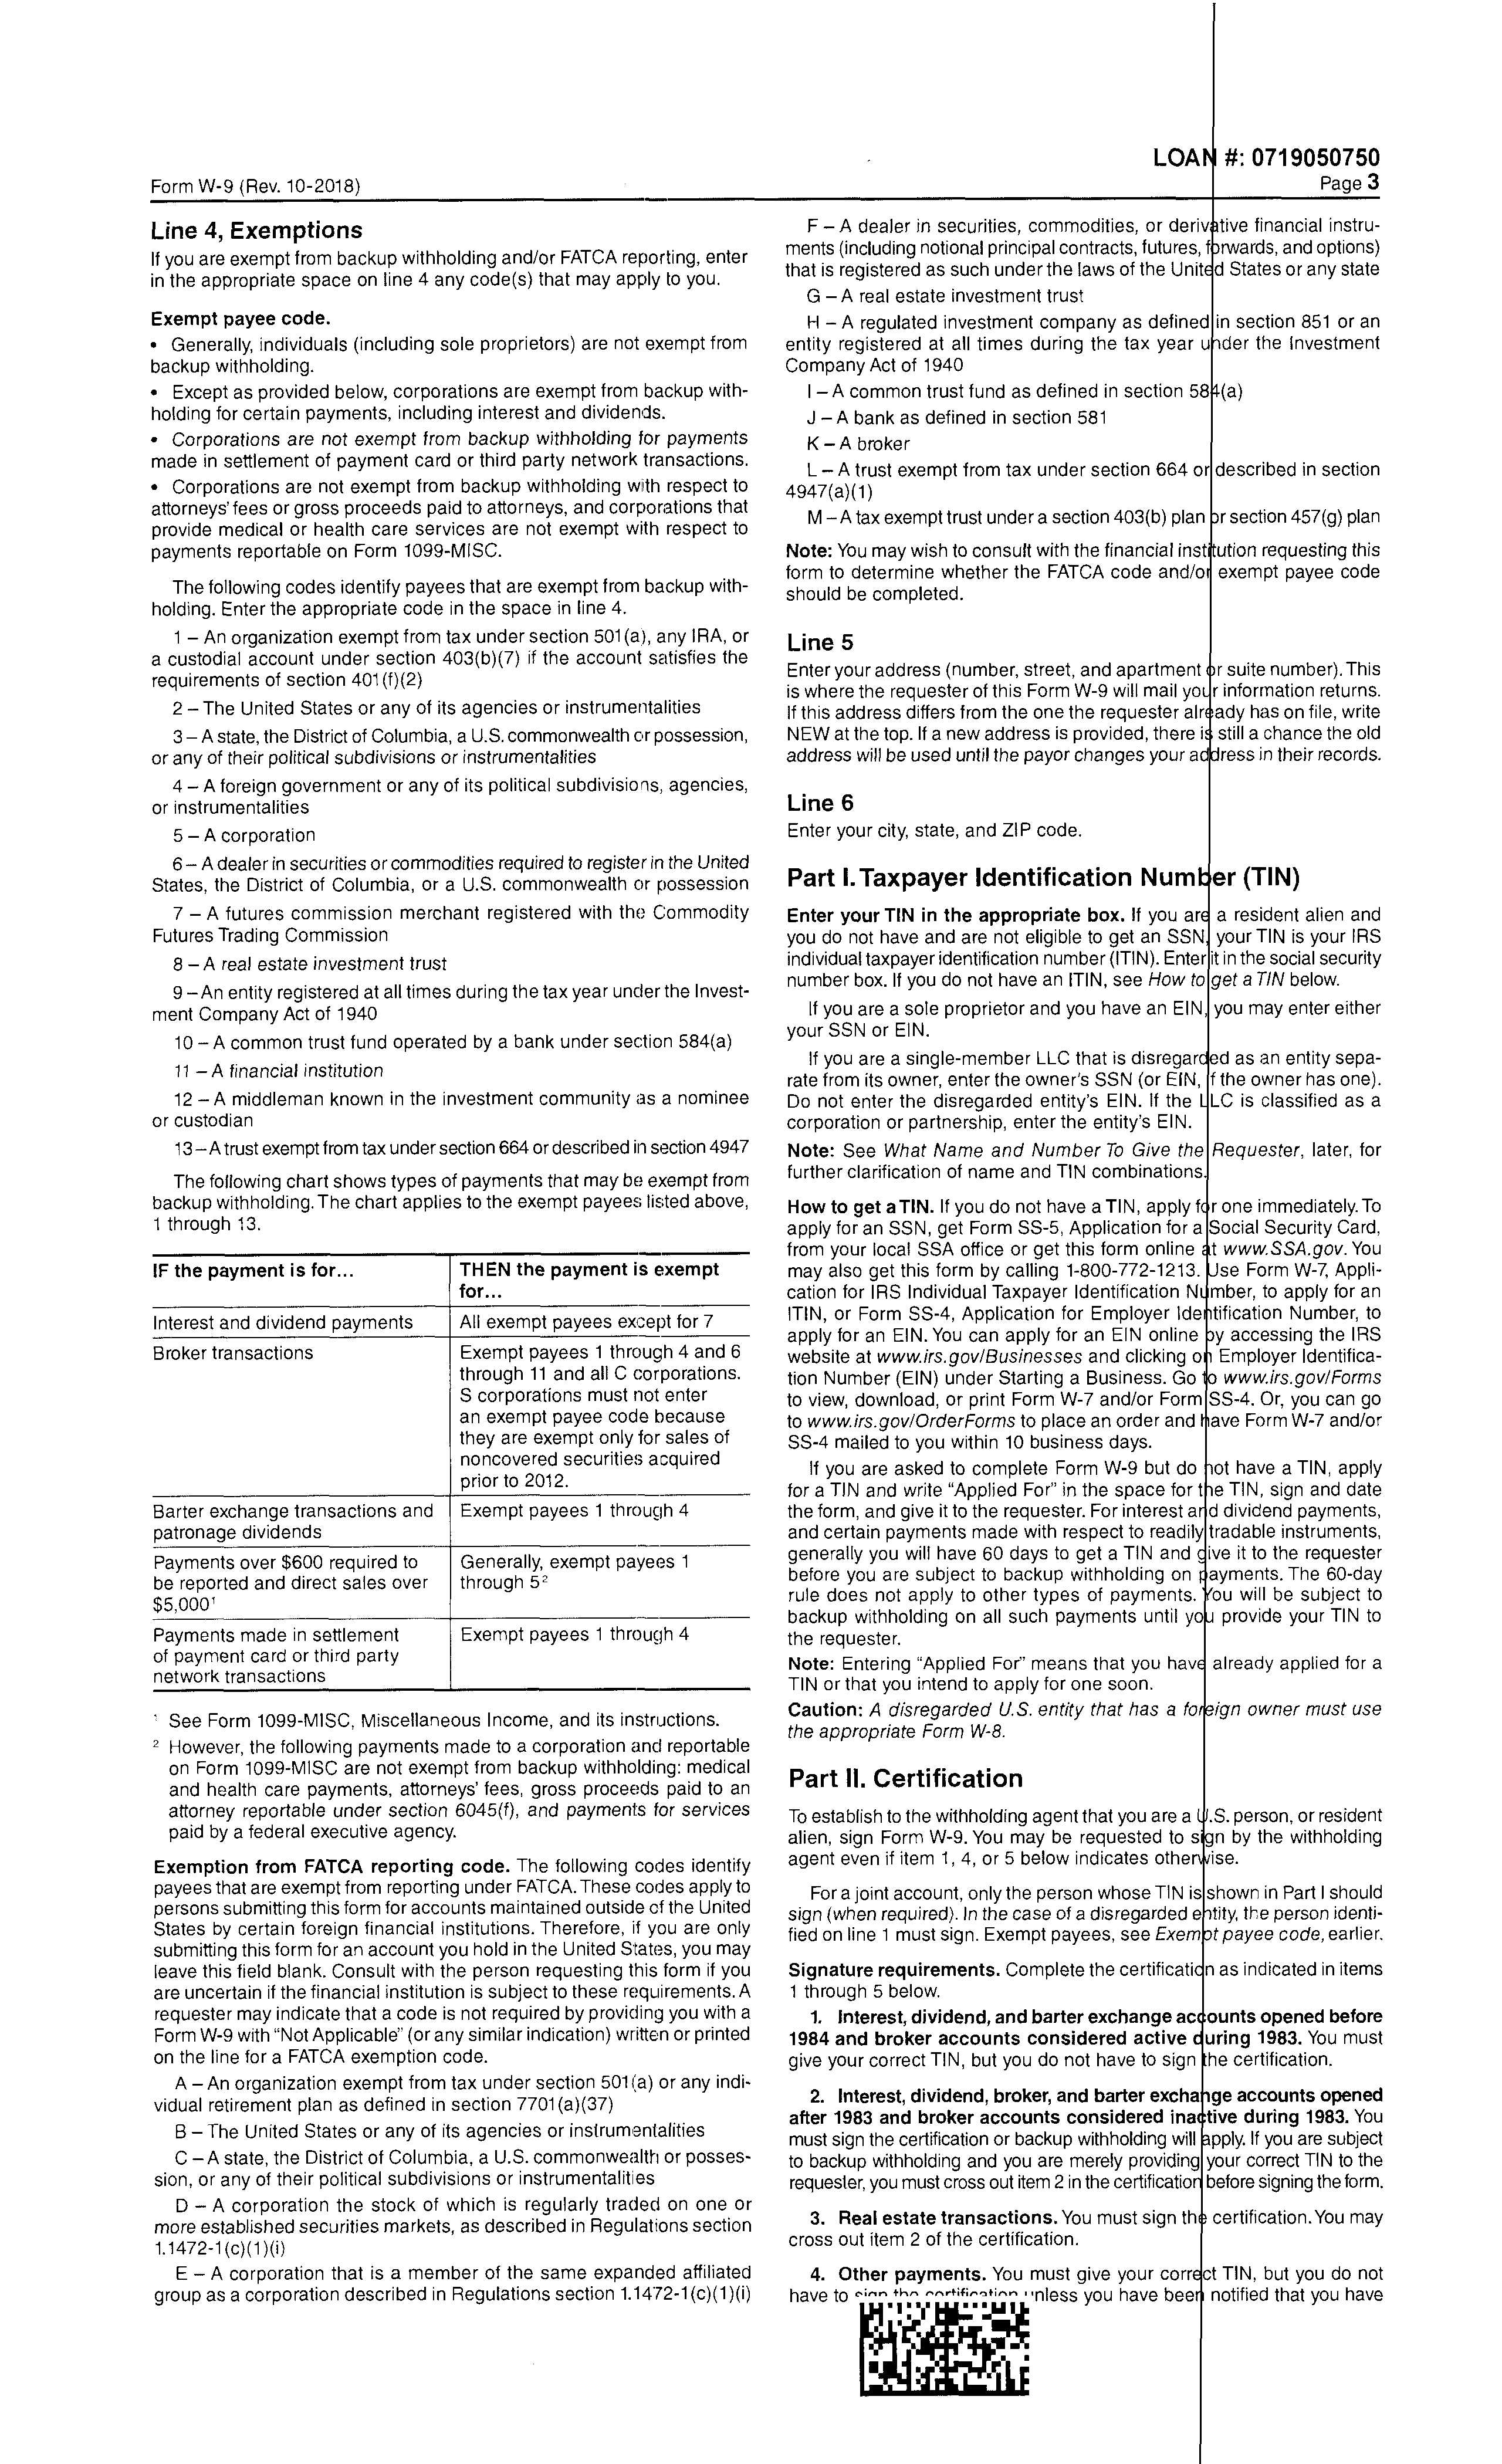 LOAN #: 0719050750
Form W-9 (Rev. 10-2018)
Page 3
Line 4, Exemptions
If you are exempt from backup withholding and/or FATCA reporting, enter
in the appropriate space on line 4 any code(s) that may apply to you.
Exempt payee code.
• Generally, individuals (including sole proprietors) are not exempt from
backup withholding.
• Except as provided below, corporations are exempt from backup with-
holding for certain payments, including interest and dividends.
• Corporations are not exempt from backup withholding for payments
made in settlement of payment card or third party network transactions.
• Corporations are not exempt from backup withholding with respect to
attorneys' fees or gross proceeds paid to attorneys, and corporations that
provide medical or health care services are not exempt with respect to
payments reportable on Form 1099-MISC.
The following codes identify payees that are exempt from backup with-
holding. Enter the appropriate code in the space in line 4.
1 – An organization exempt from tax under section 501(a), any IRA, or
a custodial account under section 403(b)(7) if the account satisfies the
requirements of section 401(f)(2)
2 – The United States or any of its agencies or instrumentalities
3 – A state, the District of Columbia, a U.S. commonwealth or possession,
or any of their political subdivisions or instrumentalities
4 – A foreign government or any of its political subdivisions, agencies,
or instrumentalities
5 – A corporation
6 – A dealer in securities or commodities required to register in the United
States, the District of Columbia, or a U.S. commonwealth or possession
7 – A futures commission merchant registered with the Commodity
Futures Trading Commission
8 – A real estate investment trust
9 – An entity registered at all times during the tax year under the Invest-
ment Company Act of 1940
10 – A common trust fund operated by a bank under section 584(a)
11 – A financial institution
12 – A middleman known in the investment community as a nominee
or custodian
13 – A trust exempt from tax under section 664 or described in section 4947
The following chart shows types of payments that may be exempt from
backup withholding. The chart applies to the exempt payees listed above,
1 through 13.
IF the payment is for...
THEN the payment is exempt
for...
Interest and dividend payments
All exempt payees except for 7
Broker transactions
Exempt payees 1 through 4 and 6
through 11 and all C corporations.
S corporations must not enter
an exempt payee code because
they are exempt only for sales of
noncovered securities acquired
prior to 2012.
Barter exchange transactions and
patronage dividends
Exempt payees 1 through 4
Payments over $600 required to
be reported and direct sales over
$5,000¹
Generally, exempt payees 1
through 5²
Payments made in settlement
of payment card or third party
network transactions
Exempt payees 1 through 4
¹ See Form 1099-MISC, Miscellaneous Income, and its instructions.
² However, the following payments made to a corporation and reportable
on Form 1099-MISC are not exempt from backup withholding: medical
and health care payments, attorneys' fees, gross proceeds paid to an
attorney reportable under section 6045(f), and payments for services
paid by a federal executive agency.
Exemption from FATCA reporting code. The following codes identify
payees that are exempt from reporting under FATCA. These codes apply to
persons submitting this form for accounts maintained outside of the United
States by certain foreign financial institutions. Therefore, if you are only
submitting this form for an account you hold in the United States, you may
leave this field blank. Consult with the person requesting this form if you
are uncertain if the financial institution is subject to these requirements. A
requester may indicate that a code is not required by providing you with a
Form W-9 with "Not Applicable" (or any similar indication) written or printed
on the line for a FATCA exemption code.
A – An organization exempt from tax under section 501(a) or any indi-
vidual retirement plan as defined in section 7701(a)(37)
B – The United States or any of its agencies or instrumentalities
C – A state, the District of Columbia, a U.S. commonwealth or posses-
sion, or any of their political subdivisions or instrumentalities
D – A corporation the stock of which is regularly traded on one or
more established securities markets, as described in Regulations section
1.1472-1(c)(1)(i)
E – A corporation that is a member of the same expanded affiliated
group as a corporation described in Regulations section 1.1472-1(c)(1)(i)
F – A dealer in securities, commodities, or derivative financial instru-
ments (including notional principal contracts, futures, forwards, and options)
that is registered as such under the laws of the United States or any state
G – A real estate investment trust
H – A regulated investment company as defined in section 851 or an
entity registered at all times during the tax year under the Investment
Company Act of 1940
I – A common trust fund as defined in section 584(a)
J – A bank as defined in section 581
K – A broker
L – A trust exempt from tax under section 664 or described in section
4947(a)(1)
M – A tax exempt trust under a section 403(b) plan or section 457(g) plan
Note: You may wish to consult with the financial institution requesting this
form to determine whether the FATCA code and/or exempt payee code
should be completed.
Line 5
Enter your address (number, street, and apartment or suite number). This
is where the requester of this Form W-9 will mail your information returns.
If this address differs from the one the requester already has on file, write
NEW at the top. If a new address is provided, there is still a chance the old
address will be used until the payor changes your address in their records.
Line 6
Enter your city, state, and ZIP code.
Part I. Taxpayer Identification Number (TIN)
Enter your TIN in the appropriate box. If you are a resident alien and
you do not have and are not eligible to get an SSN, your TIN is your IRS
individual taxpayer identification number (ITIN). Enter it in the social security
number box. If you do not have an ITIN, see How to get a TIN below.
If you are a sole proprietor and you have an EIN, you may enter either
your SSN or EIN.
If you are a single-member LLC that is disregarded as an entity sepa-
rate from its owner, enter the owner's SSN (or EIN, if the owner has one).
Do not enter the disregarded entity's EIN. If the LLC is classified as a
corporation or partnership, enter the entity's EIN.
Note: See What Name and Number To Give the Requester, later, for
further clarification of name and TIN combinations.
How to get a TIN. If you do not have a TIN, apply for one immediately. To
apply for an SSN, get Form SS-5, Application for a Social Security Card,
from your local SSA office or get this form online at www.SSA.gov. You
may also get this form by calling 1-800-772-1213. Use Form W-7, Appli-
cation for IRS Individual Taxpayer Identification Number, to apply for an
ITIN, or Form SS-4, Application for Employer Identification Number, to
apply for an EIN. You can apply for an EIN online by accessing the IRS
website at www.irs.gov/Businesses and clicking on Employer Identifica-
tion Number (EIN) under Starting a Business. Go to www.irs.gov/Forms
to view, download, or print Form W-7 and/or Form SS-4. Or, you can go
to www.irs.gov/OrderForms to place an order and have Form W-7 and/or
SS-4 mailed to you within 10 business days.
If you are asked to complete Form W-9 but do not have a TIN, apply
for a TIN and write "Applied For" in the space for the TIN, sign and date
the form, and give it to the requester. For interest and dividend payments,
and certain payments made with respect to readily tradable instruments,
generally you will have 60 days to get a TIN and give it to the requester
before you are subject to backup withholding on payments. The 60-day
rule does not apply to other types of payments. You will be subject to
backup withholding on all such payments until you provide your TIN to
the requester.
Note: Entering "Applied For" means that you have already applied for a
TIN or that you intend to apply for one soon.
Caution: A disregarded U.S. entity that has a foreign owner must use
the appropriate Form W-8.
Part II. Certification
To establish to the withholding agent that you are a U.S. person, or resident
alien, sign Form W-9. You may be requested to sign by the withholding
agent even if item 1, 4, or 5 below indicates otherwise.
For a joint account, only the person whose TIN is shown in Part I should
sign (when required). In the case of a disregarded entity, the person identi-
fied on line 1 must sign. Exempt payees, see Exempt payee code, earlier.
Signature requirements. Complete the certification as indicated in items
1 through 5 below.
1. Interest, dividend, and barter exchange accounts opened before
1984 and broker accounts considered active during 1983. You must
give your correct TIN, but you do not have to sign the certification.
2. Interest, dividend, broker, and barter exchange accounts opened
after 1983 and broker accounts considered inactive during 1983. You
must sign the certification or backup withholding will apply. If you are subject
to backup withholding and you are merely providing your correct TIN to the
requester, you must cross out item 2 in the certification before signing the form.
3. Real estate transactions. You must sign the certification. You may
cross out item 2 of the certification.
4. Other payments. You must give your correct TIN, but you do not
have to sign the certification unless you have been notified that you have